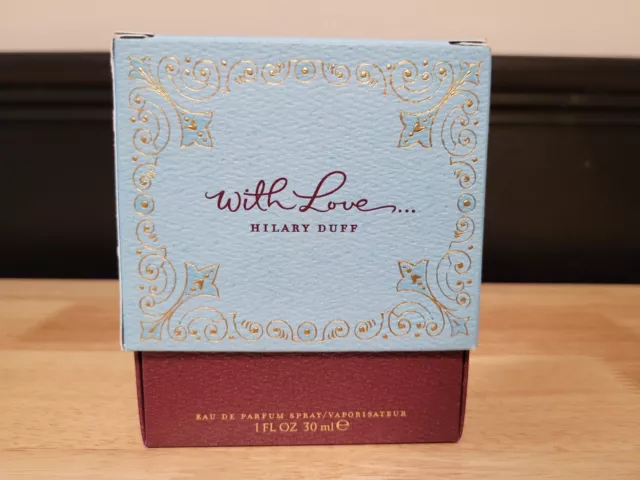 With Love...
HILARY DUFF
EAU DE PARFUM SPRAY/VAPORISATEUR
1 FL OZ 30 ml ℮